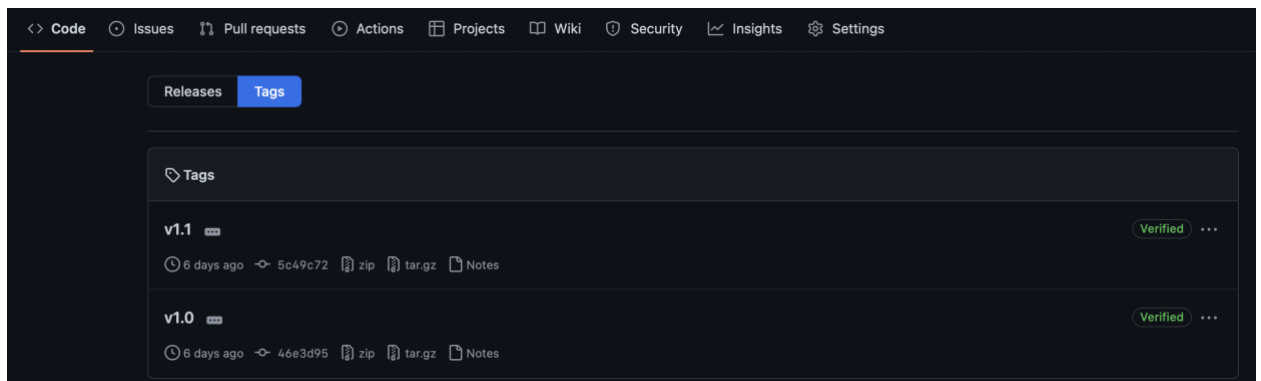 <> Code Issues Pull requests Actions Projects Wiki Security Insights Settings
Releases Tags
Tags
v1.1 ... Verified ...
6 days ago 5c49c72 zip tar.gz Notes
v1.0 ... Verified ...
6 days ago 46e3d95 zip tar.gz Notes